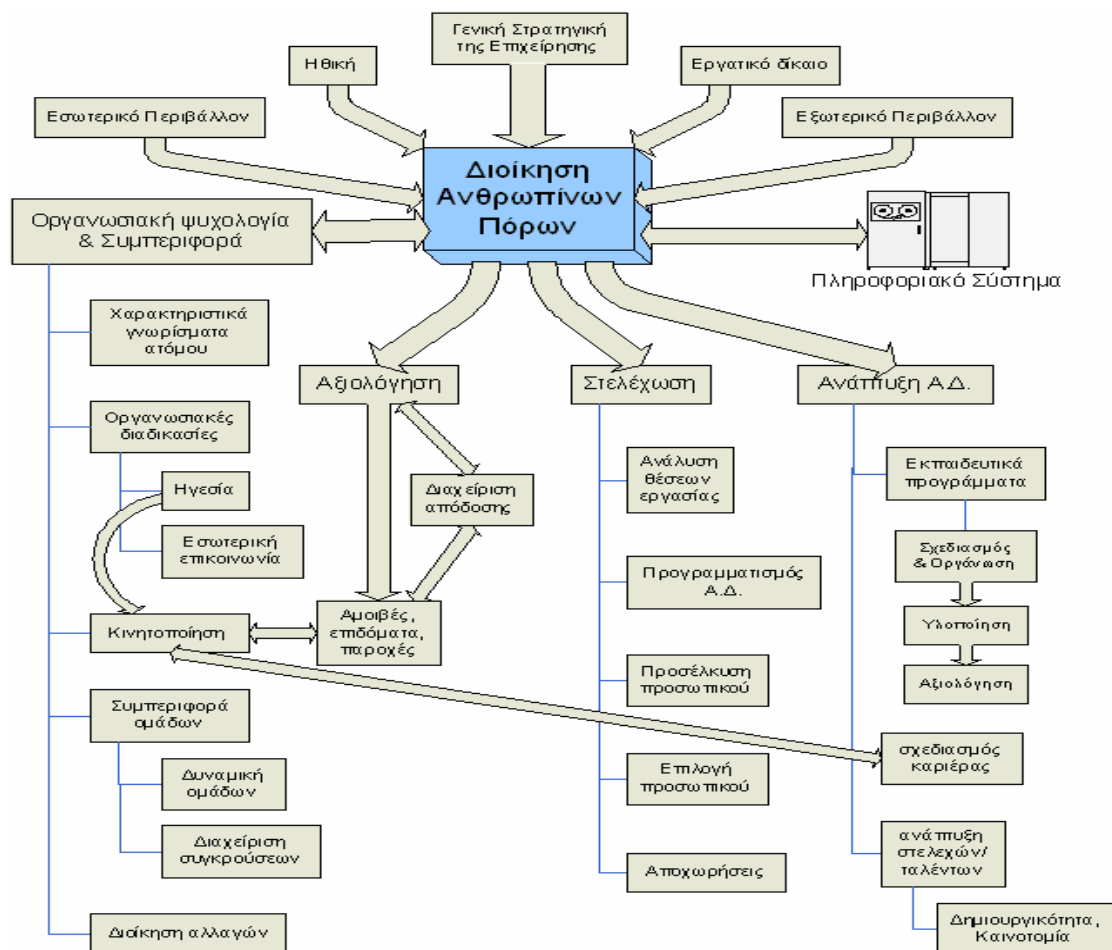 Γενική Στρατηγική
της Επιχείρησης
Ηθική
Εργατικό δίκαιο
Εσωτερικό Περιβάλλον
Εξωτερικό Περιβάλλον
Διοίκηση
Ανθρωπίνων
Πόρων
Οργανωσιακή ψυχολογία
& Συμπεριφορά
Πληροφοριακό Σύστημα
Χαρακτηριστικά
γνωρίσματα
ατόμου
Αξιολόγηση
Στελέχωση
Ανάπτυξη Α.Δ.
Οργανωσιακές
διαδικασίες
Ηγεσία
Εσωτερική
επικοινωνία
Διαχείριση
απόδοσης
Ανάλυση
θέσεων
εργασίας
Εκπαιδευτικά
προγράμματα
Σχεδιασμός
& Οργάνωση
Προγραμματισμός
Α.Δ.
Κινητοποίηση
Αμοιβές,
επιδόματα,
παροχές
Υλοποίηση
Αξιολόγηση
Προσέλκυση
προσωπικού
Συμπεριφορά
ομάδων
σχεδιασμός
καριέρας
Δυναμική
ομάδων
Επιλογή
προσωπικού
Διαχείριση
συγκρούσεων
Αποχωρήσεις
ανάπτυξη
στελεχών/
ταλέντων
Διοίκηση αλλαγών
Δημιουργικότητα,
Καινοτομία